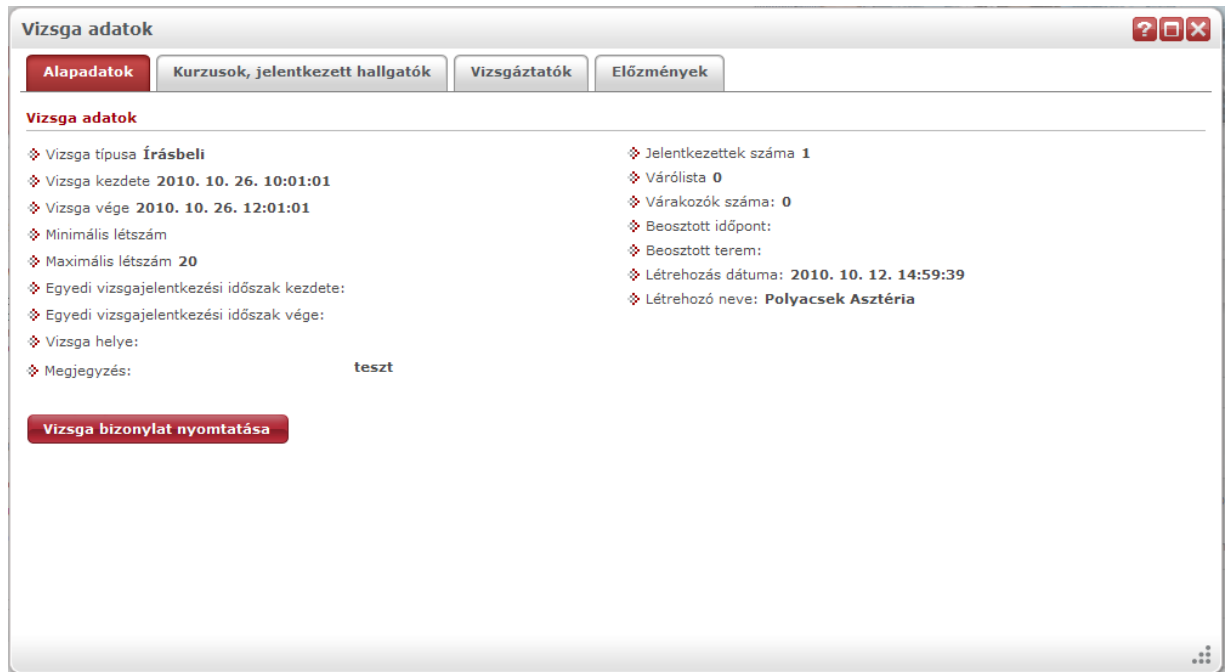 Vizsga adatok
Alapadatok
Kurzusok, jelentkezett hallgatók
Vizsgáztatók
Előzmények
Vizsga adatok
Vizsga típusa Írásbeli
Vizsga kezdete 2010. 10. 26. 10:01:01
Vizsga vége 2010. 10. 26. 12:01:01
Minimális létszám
Maximális létszám 20
Egyedi vizsgajelentkezési időszak kezdete:
Egyedi vizsgajelentkezési időszak vége:
Vizsga helye:
Megjegyzés: teszt
Jelentkezettek száma 1
Várólista 0
Várakozók száma: 0
Beosztott időpont:
Beosztott terem:
Létrehozás dátuma: 2010. 10. 12. 14:59:39
Létrehozó neve: Polyacsek Asztéria
Vizsga bizonylat nyomtatása